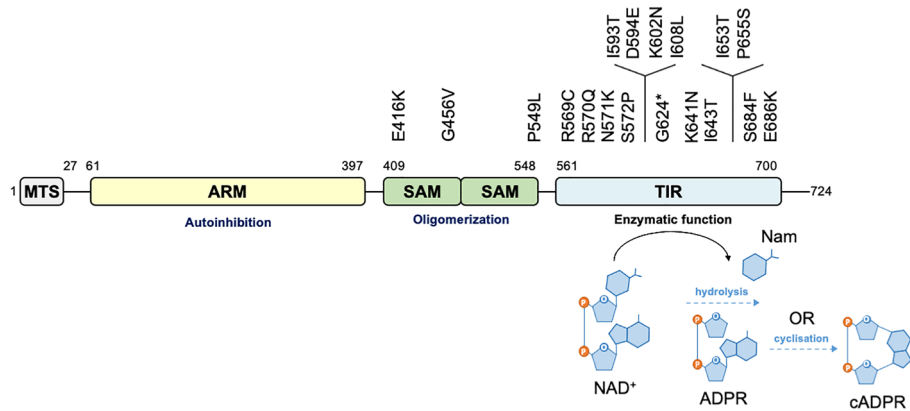 I593T
D594E
K602N
I608L
I653T
P655S
E416K
G456V
P549L
R569C
R570Q
N571K
S572P
G624*
K641N
I643T
S684F
E686K
27 61 397 409 548 561 700
1 MTS ARM SAM SAM TIR 724
Autoinhibition Oligomerization Enzymatic function
Nam
hydrolysis
OR
cyclisation
P P P P P P
NAD⁺
ADPR
cADPR